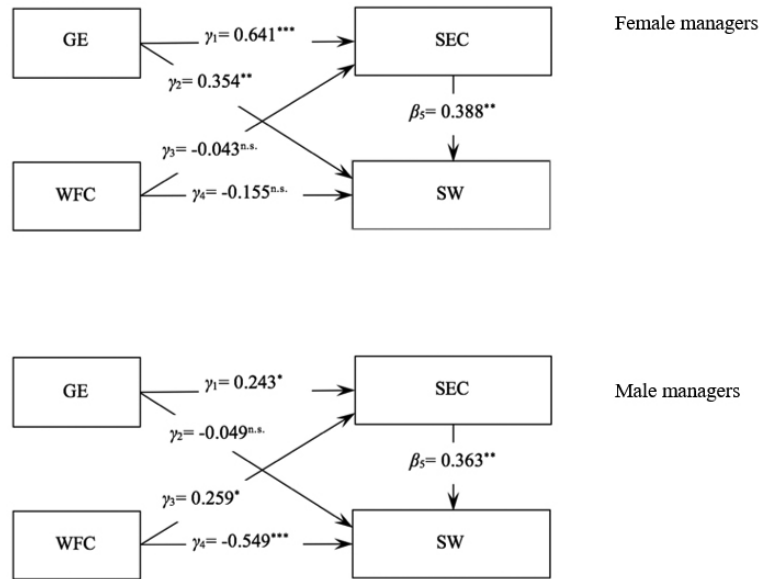 GE
γ₁= 0.641***
SEC
Female managers
γ₂= 0.354**
β₅= 0.388**
γ₃= -0.043n.s.
WFC
γ₄= -0.155n.s.
SW
GE
γ₁= 0.243*
SEC
Male managers
γ₂= -0.049n.s.
β₅= 0.363**
γ₃= 0.259*
WFC
γ₄= -0.549***
SW